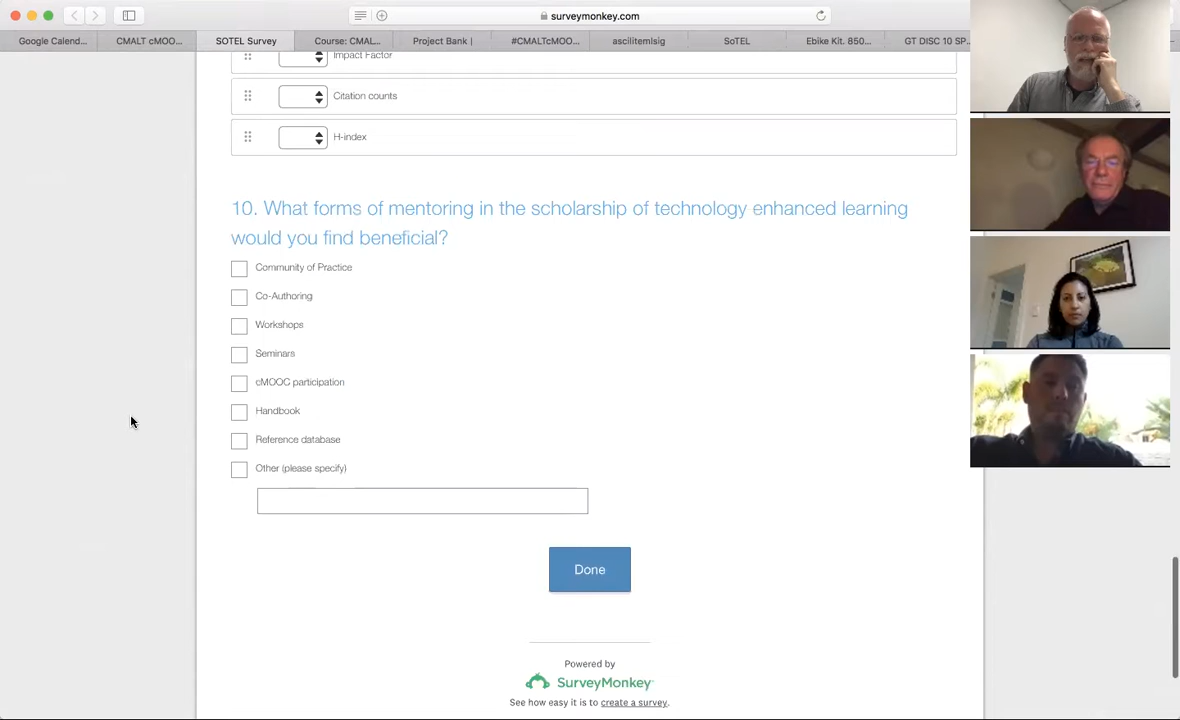 surveymonkey.com
Google Calend...
CMALT cMOO...
SOTEL Survey
Course: CMAL...
Project Bank |
#CMALTcMOO...
ascilitemlsig
SoTEL
Ebike Kit. 850...
GT DISC 10 SP...
Impact Factor
Citation counts
H-index
10. What forms of mentoring in the scholarship of technology enhanced learning
would you find beneficial?
Community of Practice
Co-Authoring
Workshops
Seminars
cMOOC participation
Handbook
Reference database
Other (please specify)
Done
Powered by
SurveyMonkey
See how easy it is to create a survey.